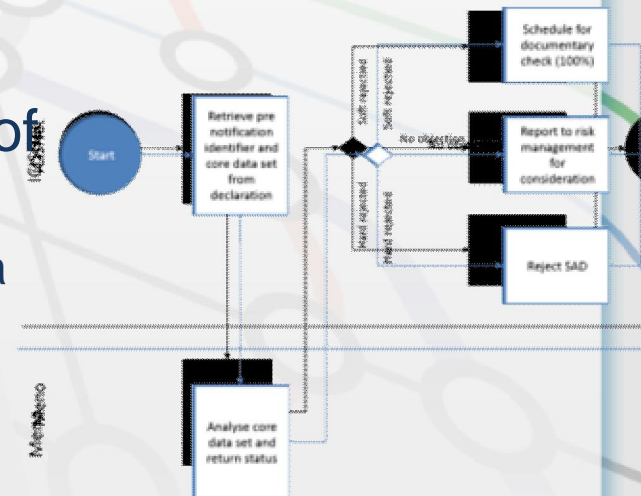 of
a
Start
Retrieve pre
notification
identifier and
core data set
from
declaration
Soft rejected
Soft rejected
No objection
Hard rejected
Hard rejected
Schedule for
documentary
check (100%)
Report to risk
management
for
consideration
Reject SAD
Analyse core
data set and
return status